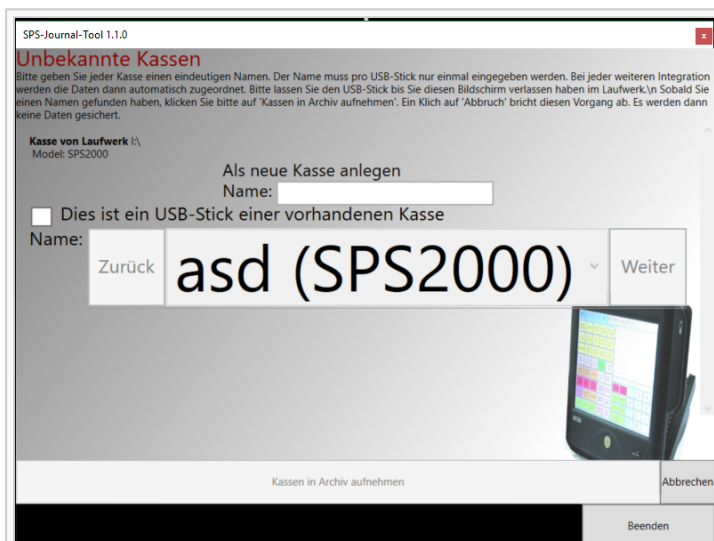 SPS-Journal-Tool 1.1.0
x
Unbekannte Kassen
Bitte geben Sie jeder Kasse einen eindeutigen Namen. Der Name muss pro USB-Stick nur einmal eingegeben werden. Bei jeder weiteren Integration
werden die Daten dann automatisch zugeordnet. Bitte lassen Sie den USB-Stick bis Sie diesen Bildschirm verlassen haben im Laufwerk.\n Sobald Sie
einen Namen gefunden haben, klicken Sie bitte auf 'Kassen in Archiv aufnehmen'. Ein Klick auf 'Abbruch' bricht diesen Vorgang ab. Es werden dann
keine Daten gesichert.
Kasse von Laufwerk I:\
Model: SPS2000
Als neue Kasse anlegen
Name:
Dies ist ein USB-Stick einer vorhandenen Kasse
Name:
Zurück
asd (SPS2000)
Weiter
Kassen in Archiv aufnehmen
Abbrechen
Beenden